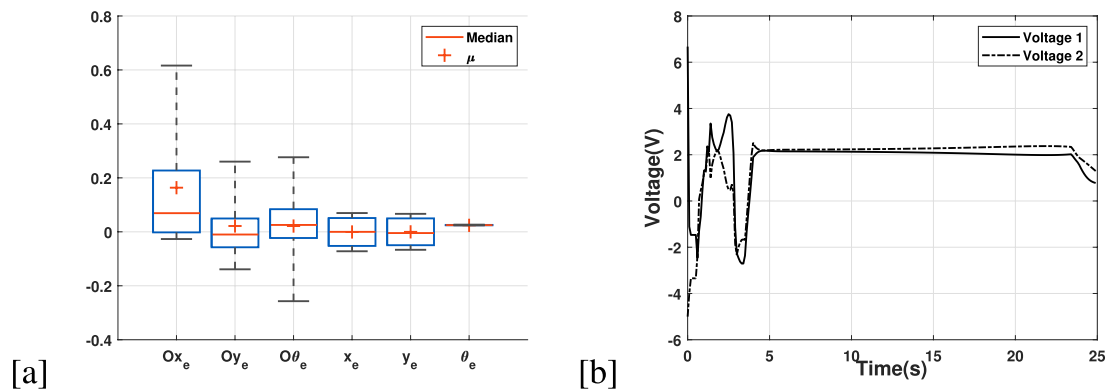 0.8
0.6
0.4
0.2
0
-0.2
-0.4
Median
μ
Ox_e Oy_e Oθ_e x_e y_e θ_e
[a]
8
6
4
2
0
-2
-4
-6
Voltage(V)
Voltage 1
Voltage 2
0 5 10 15 20 25
Time(s)
[b]